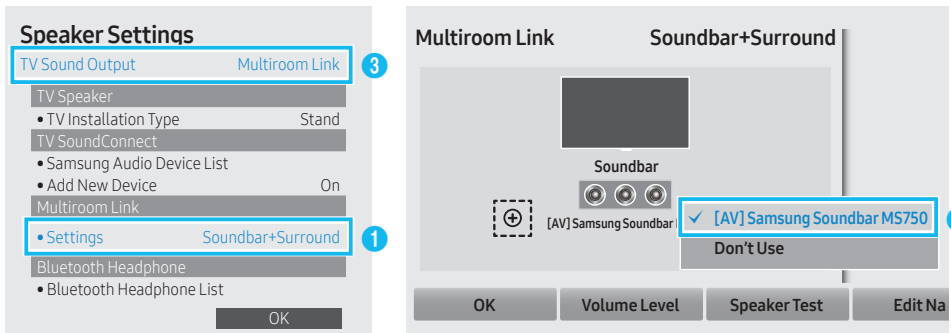 Speaker Settings
TV Sound Output Multiroom Link
3
TV Speaker
• TV Installation Type Stand
TV SoundConnect
• Samsung Audio Device List
• Add New Device On
Multiroom Link
• Settings Soundbar+Surround
1
Bluetooth Headphone
• Bluetooth Headphone List
OK
Multiroom Link Soundbar+Surround
Soundbar
[AV] Samsung Soundbar
[AV] Samsung Soundbar MS750
Don't Use
OK Volume Level Speaker Test Edit Na